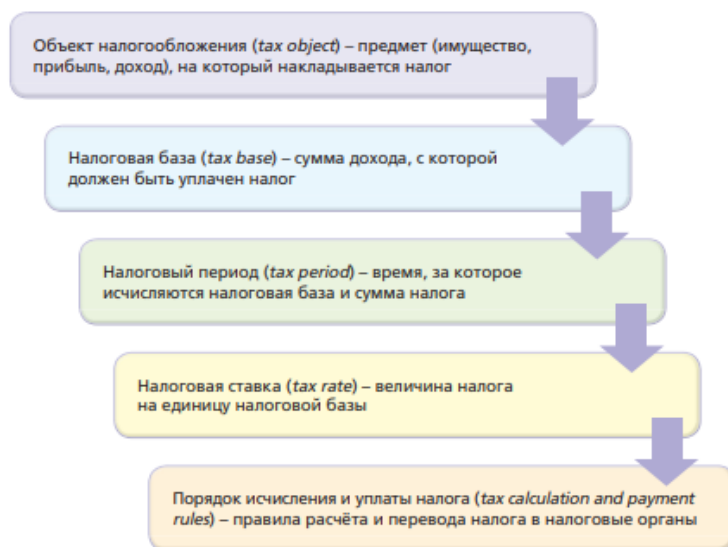 Объект налогообложения (tax object) – предмет (имущество,
прибыль, доход), на который накладывается налог
Налоговая база (tax base) – сумма дохода, с которой
должен быть уплачен налог
Налоговый период (tax period) – время, за которое
исчисляются налоговая база и сумма налога
Налоговая ставка (tax rate) – величина налога
на единицу налоговой базы
Порядок исчисления и уплаты налога (tax calculation and payment
rules) – правила расчёта и перевода налога в налоговые органы